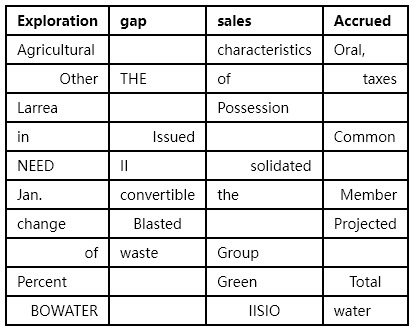 Exploration gap sales Accrued
Agricultural characteristics Oral,
Other THE of taxes
Larrea Possession
in Issued Common
NEED II solidated
Jan. convertible the Member
change Blasted Projected
of waste Group
Percent Green Total
BOWATER IISIO water